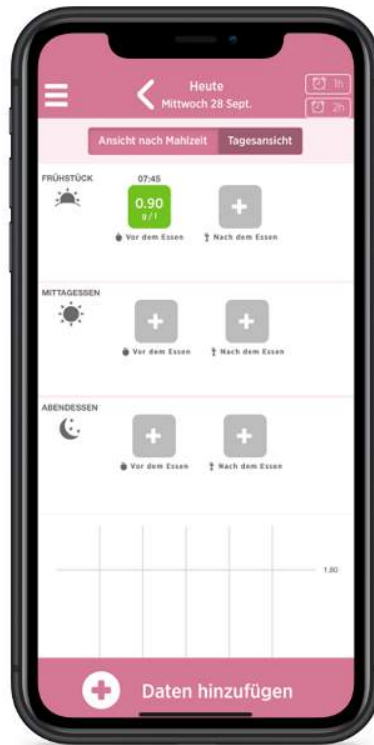 Heute
Mittwoch 28 Sept.
1h
2h
Ansicht nach Mahlzeit Tagesansicht
FRÜHSTÜCK
07:45
0.90
g/l
Vor dem Essen Nach dem Essen
MITTAGESSEN
Vor dem Essen Nach dem Essen
ABENDESSEN
Vor dem Essen Nach dem Essen
1.80
Daten hinzufügen